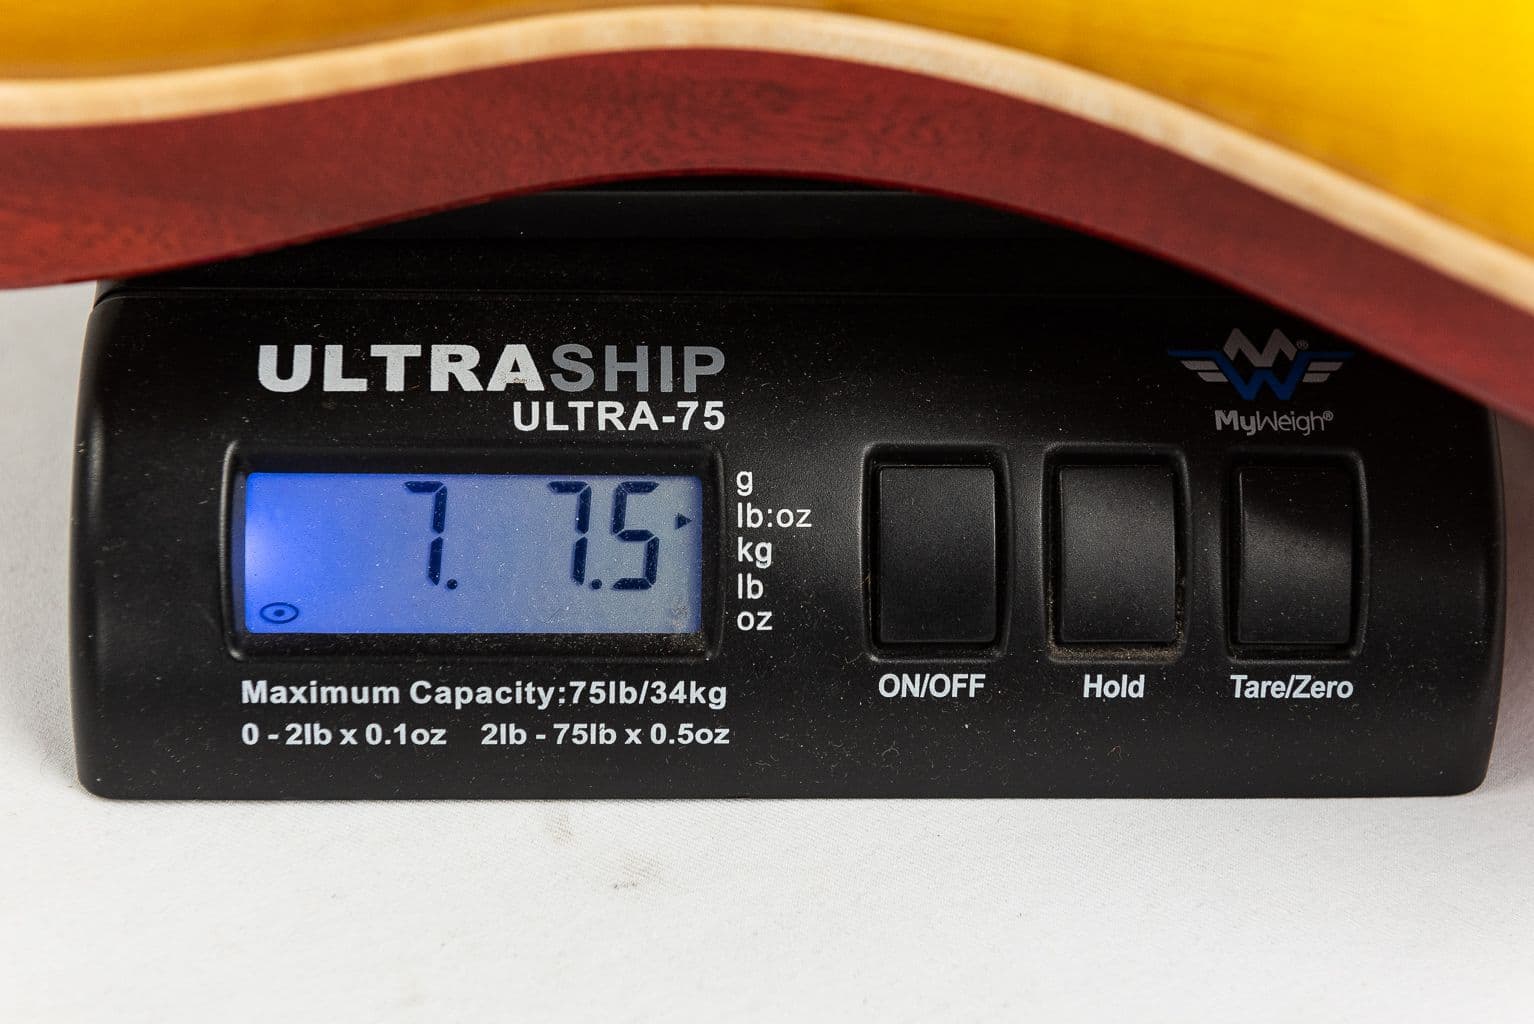 ULTRASHIP
ULTRA-75
MyWeigh®
7. 7.5
g
lb:oz
kg
lb
oz
Maximum Capacity:75lb/34kg
0 - 2lb x 0.1oz 2lb - 75lb x 0.5oz
ON/OFF
Hold
Tare/Zero